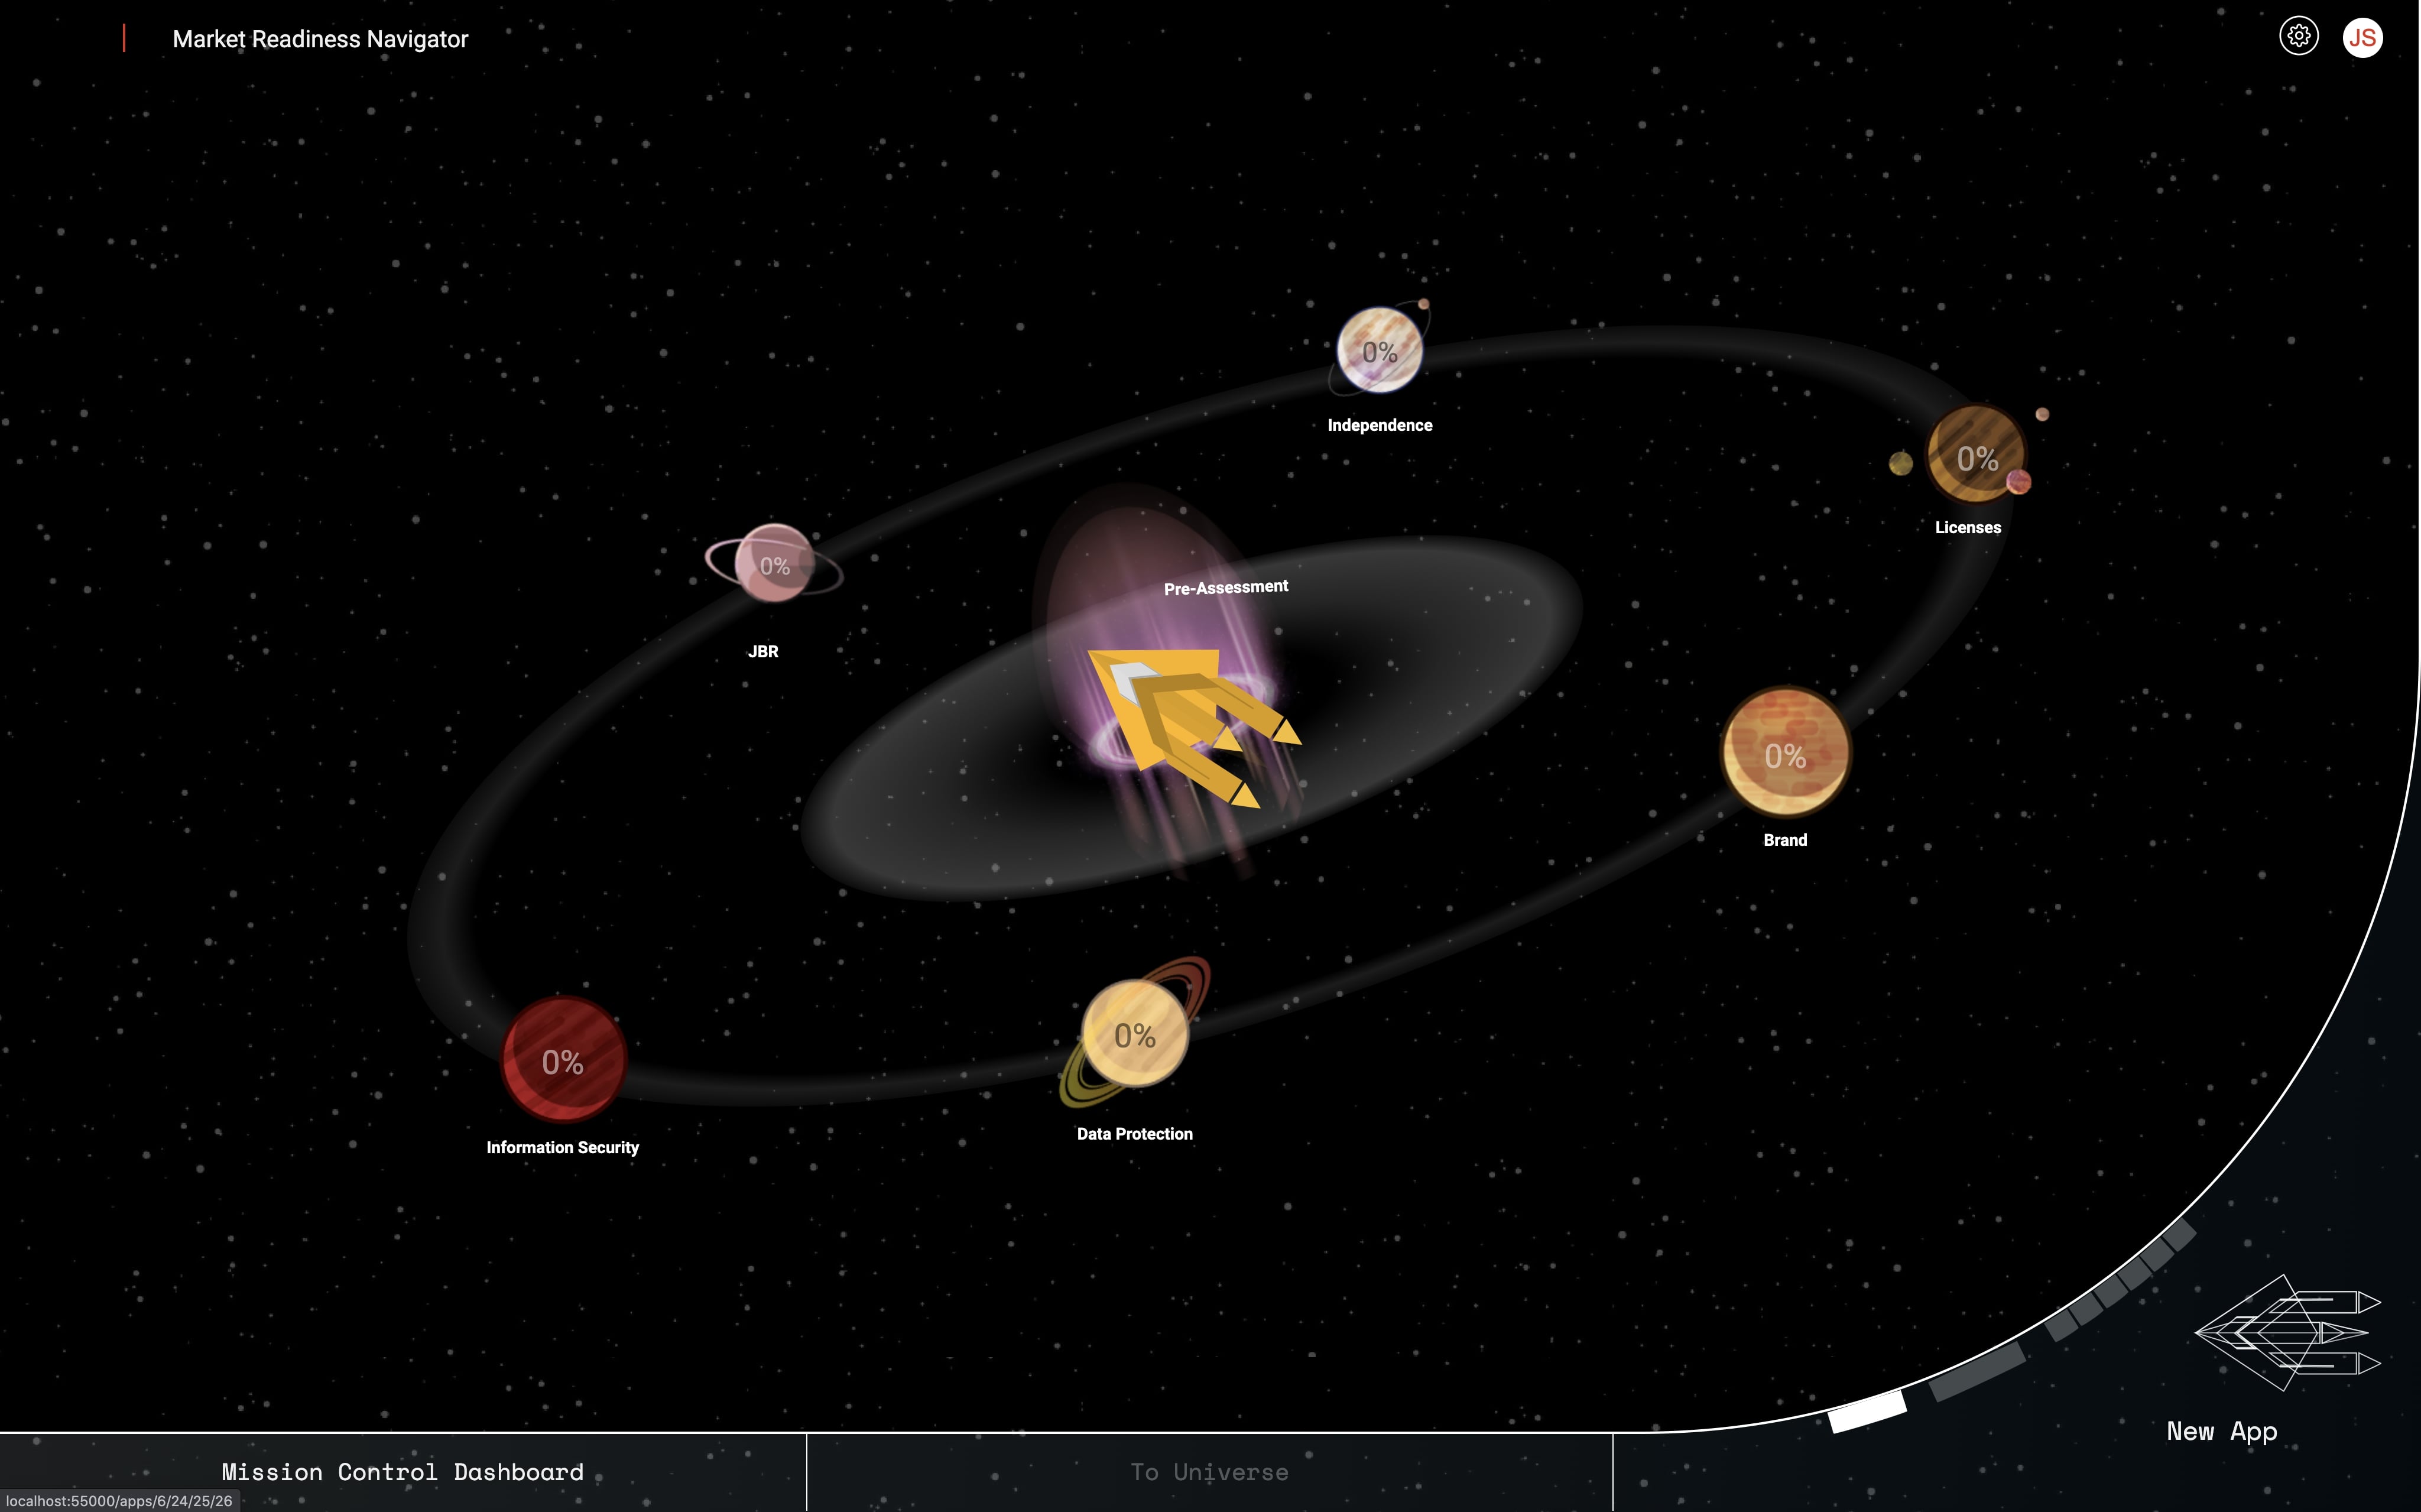 Market Readiness Navigator
JS
0%
Independence
0%
Licenses
0%
JBR
Pre-Assessment
0%
Brand
0%
Information Security
0%
Data Protection
New App
Mission Control Dashboard
To Universe
localhost:55000/apps/6/24/25/26